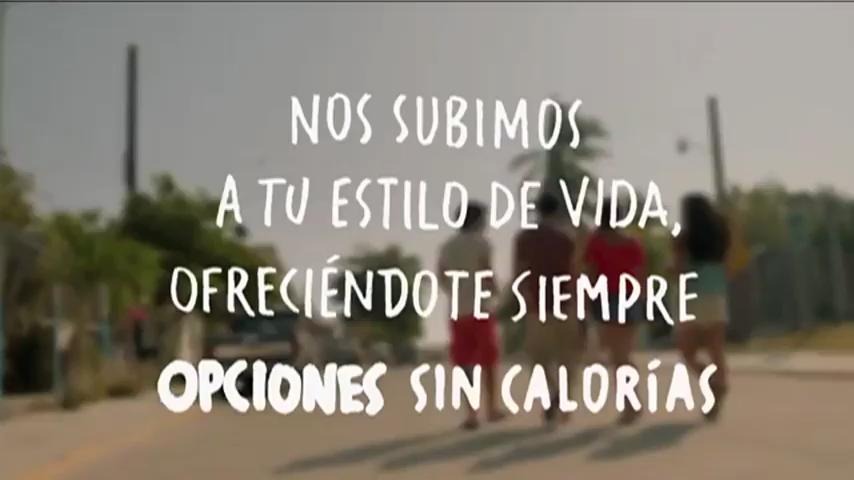 NOS SUBIMOS
A TU ESTILO DE VIDA,
OFRECIÉNDOTE SIEMPRE
OPCIONES SIN CALORÍAS